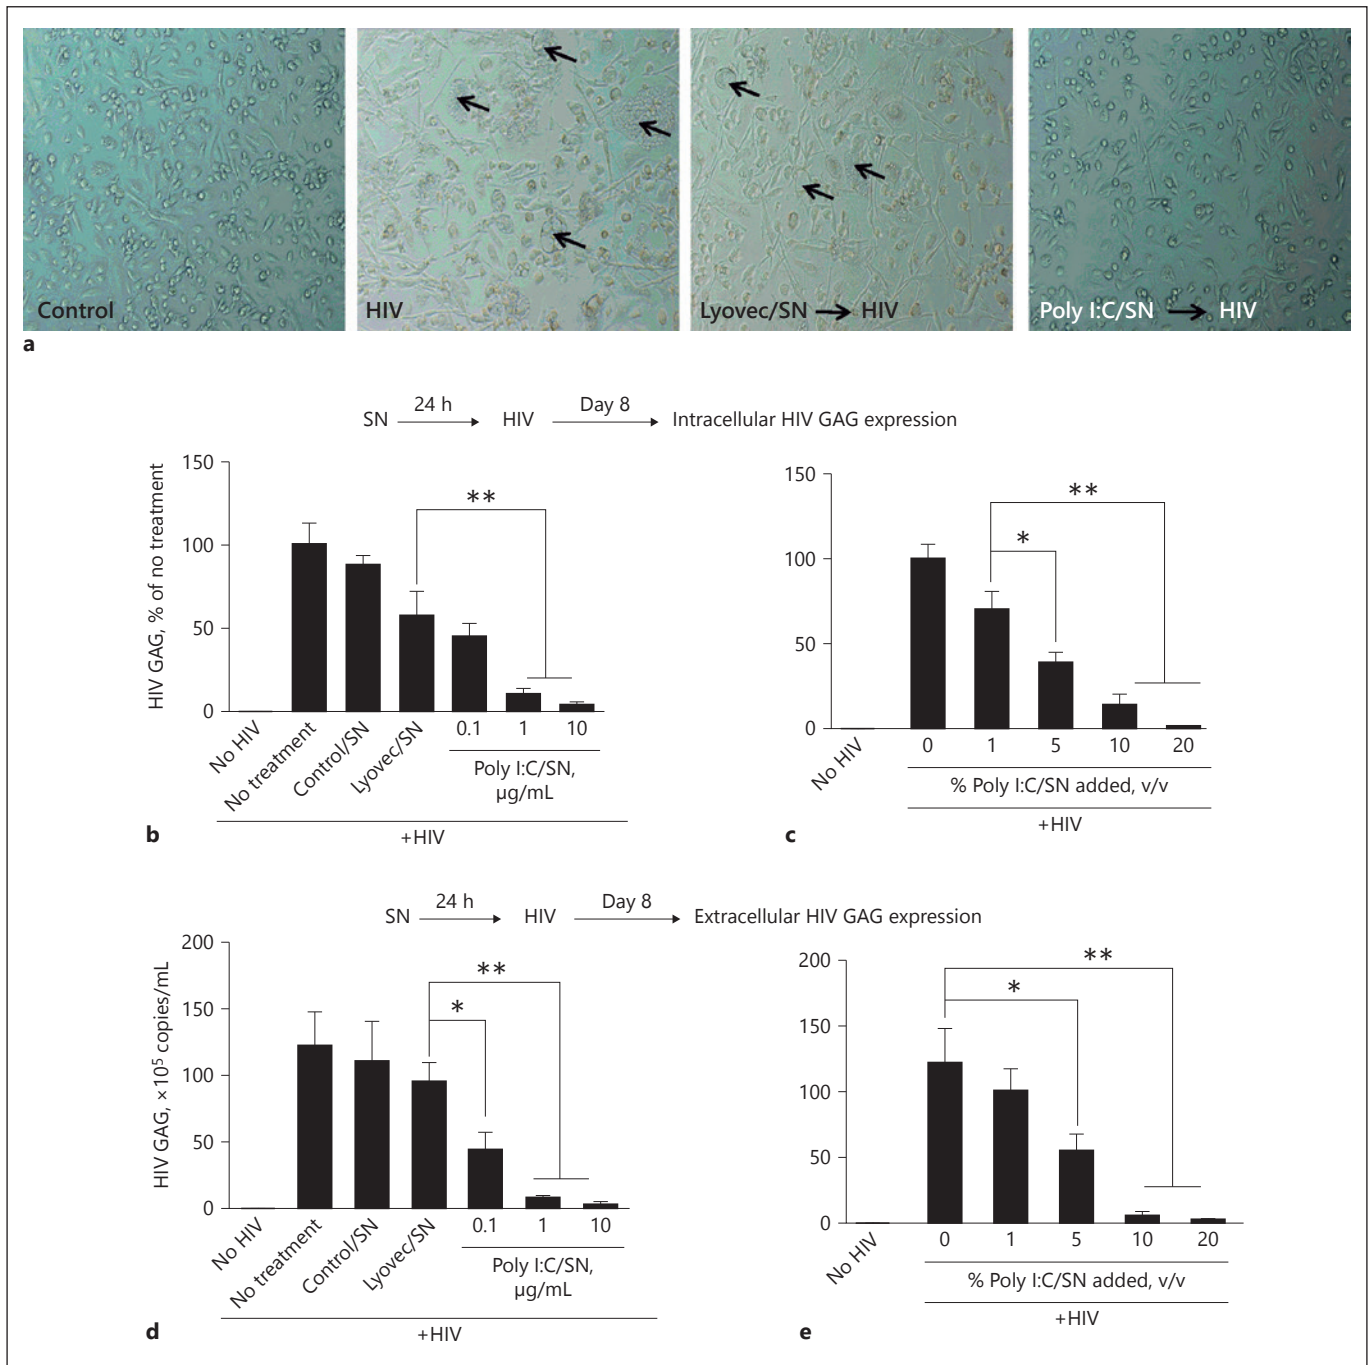 Control
HIV
Lyovec/SN → HIV
Poly I:C/SN → HIV
a
SN 24 h HIV Day 8 Intracellular HIV GAG expression
HIV GAG, % of no treatment
150
100
50
0
**
No HIV
No treatment
Control/SN
Lyovec/SN
0.1 1 10
Poly I:C/SN,
µg/mL
+HIV
b
150
100
50
0
**
*
No HIV
0 1 5 10 20
% Poly I:C/SN added, v/v
+HIV
c
SN 24 h HIV Day 8 Extracellular HIV GAG expression
HIV GAG, ×10⁵ copies/mL
200
150
100
50
0
**
*
No HIV
No treatment
Control/SN
Lyovec/SN
0.1 1 10
Poly I:C/SN,
µg/mL
+HIV
d
200
150
100
50
0
**
*
No HIV
0 1 5 10 20
% Poly I:C/SN added, v/v
+HIV
e